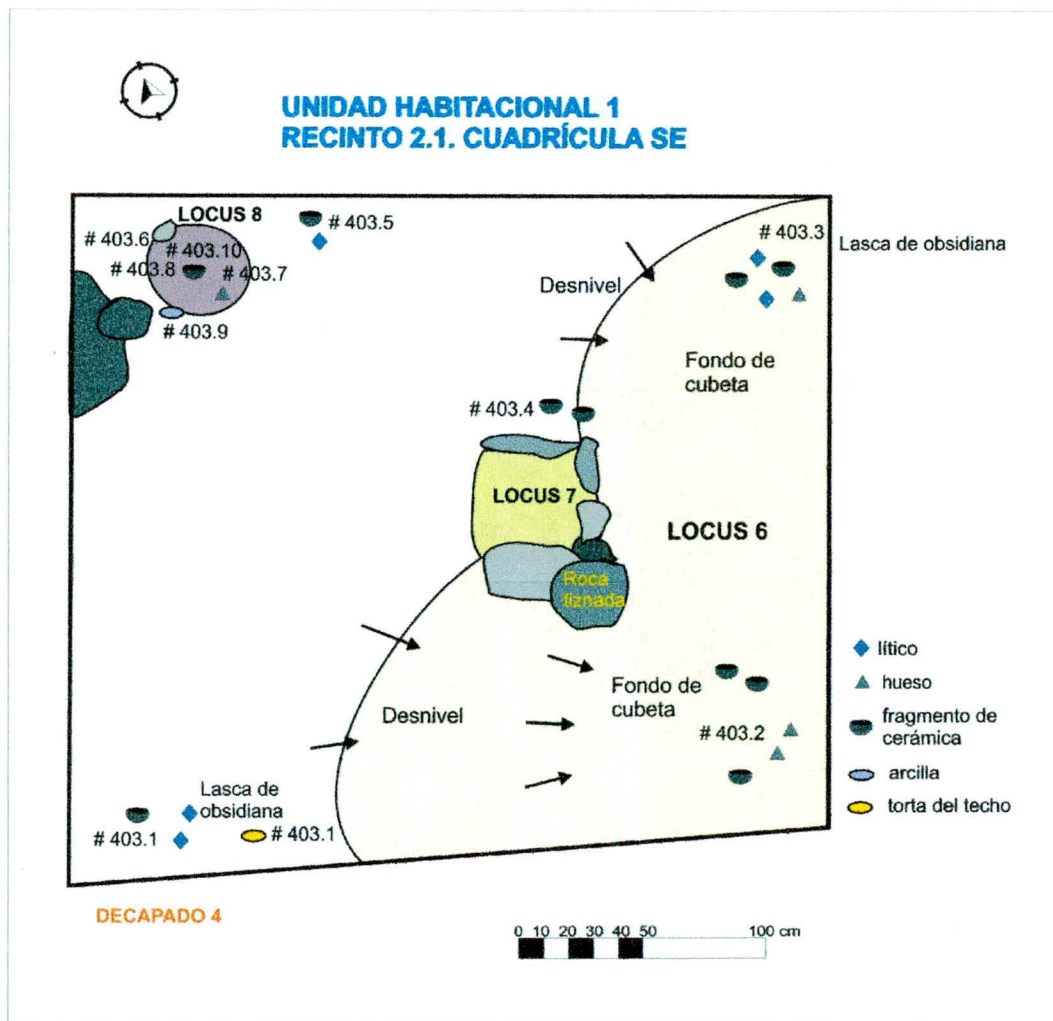 UNIDAD HABITACIONAL 1
RECINTO 2.1. CUADRÍCULA SE
LOCUS 8
# 403.5
# 403.6
# 403.10
# 403.8
# 403.7
# 403.9
# 403.3
Lasca de obsidiana
Desnivel
Fondo de
cubeta
# 403.4
LOCUS 7
LOCUS 6
Roca
tiznada
Desnivel
Fondo de
cubeta
# 403.2
Lasca de
obsidiana
# 403.1
# 403.1
lítico
hueso
fragmento de
cerámica
arcilla
torta del techo
DECAPADO 4
0 10 20 30 40 50 100 cm